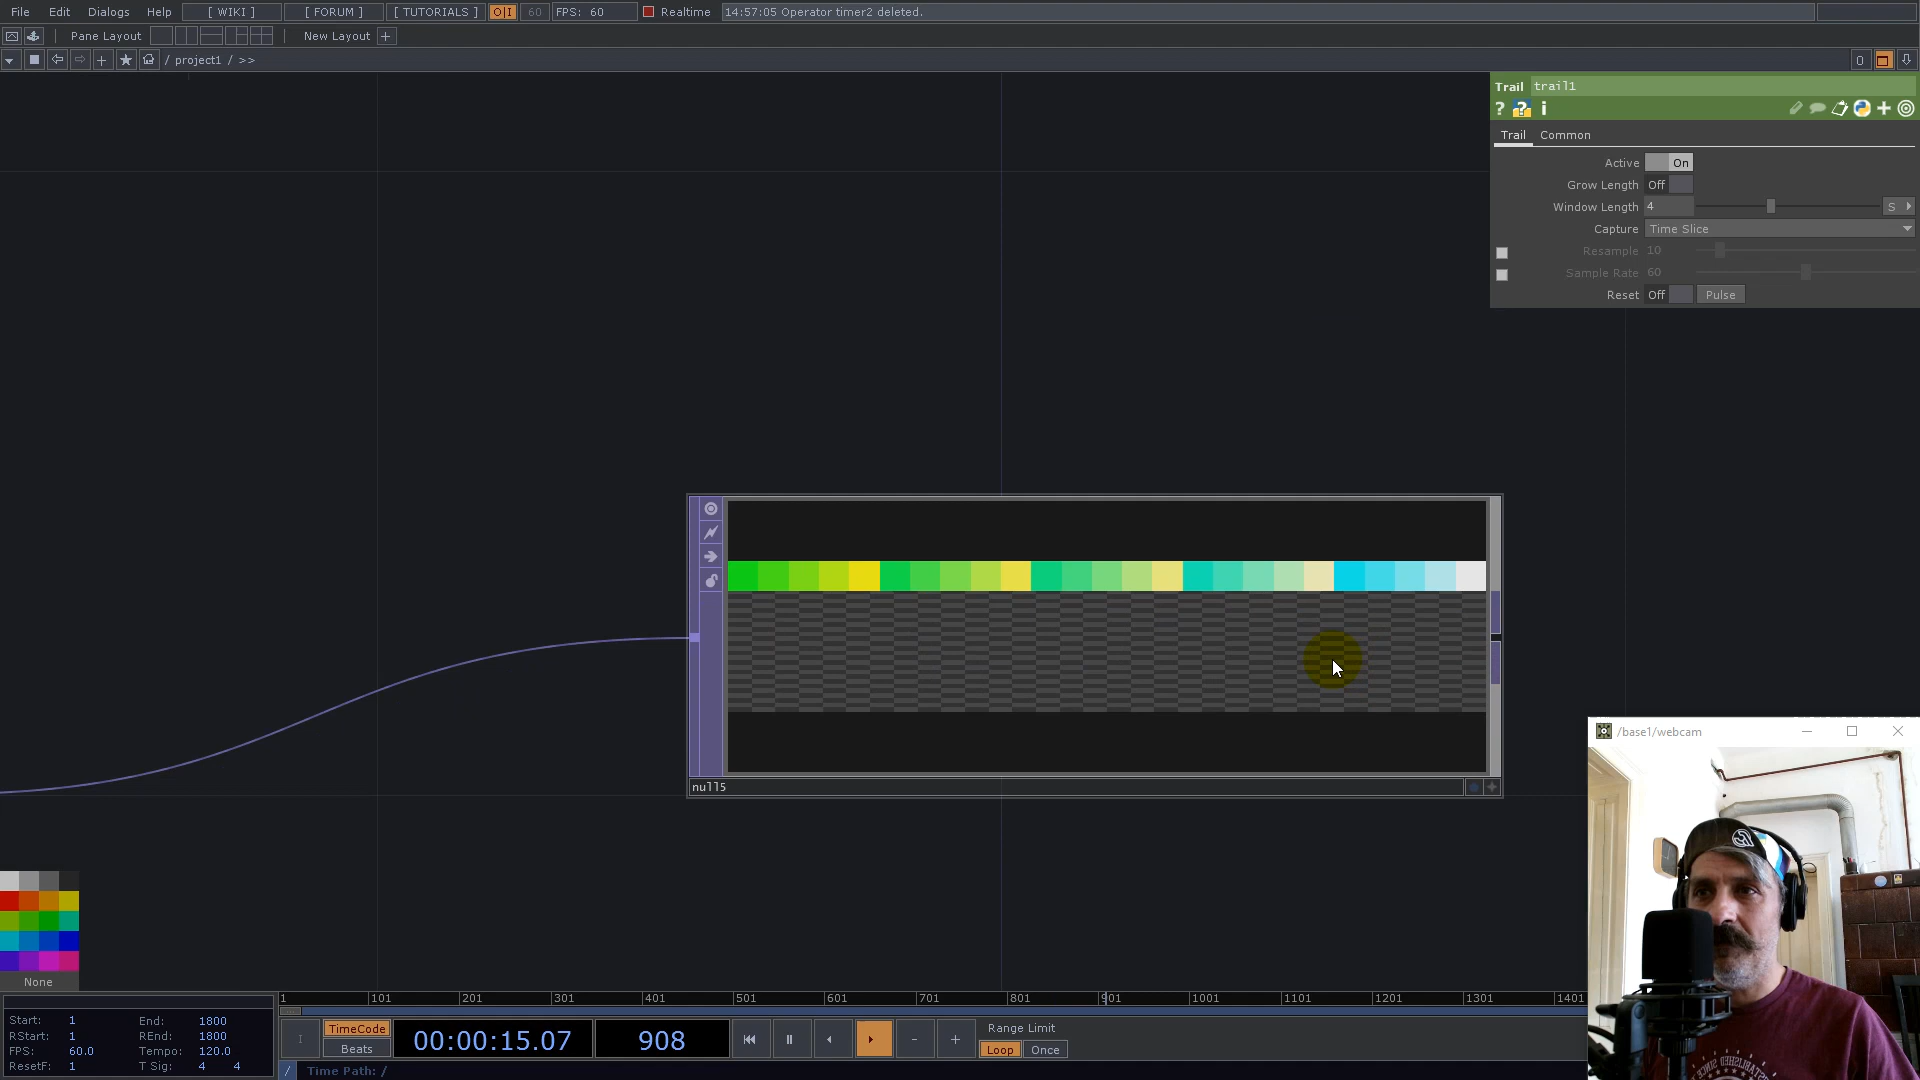 File Edit Dialogs Help [ WIKI ] [ FORUM ] [ TUTORIALS ] O|I 60 FPS: 60 Realtime 14:57:05 Operator timer2 deleted.
Pane Layout New Layout +
/ project1 / >> 0
Trail trail1
? ? i
Trail Common
Active On
Grow Length Off
Window Length 4 S
Capture Time Slice
Resample 10
Sample Rate 60
Reset Off Pulse
null5
/base1/webcam
None
1 101 201 301 401 501 601 701 801 901 1001 1101 1201 1301 1401
Start: 1 End: 1800
RStart: 1 REnd: 1800
FPS: 60.0 Tempo: 120.0
ResetF: 1 T Sig: 4 4
TimeCode
Beats
00:00:15.07 908
Range Limit
Loop Once
/ Time Path: /